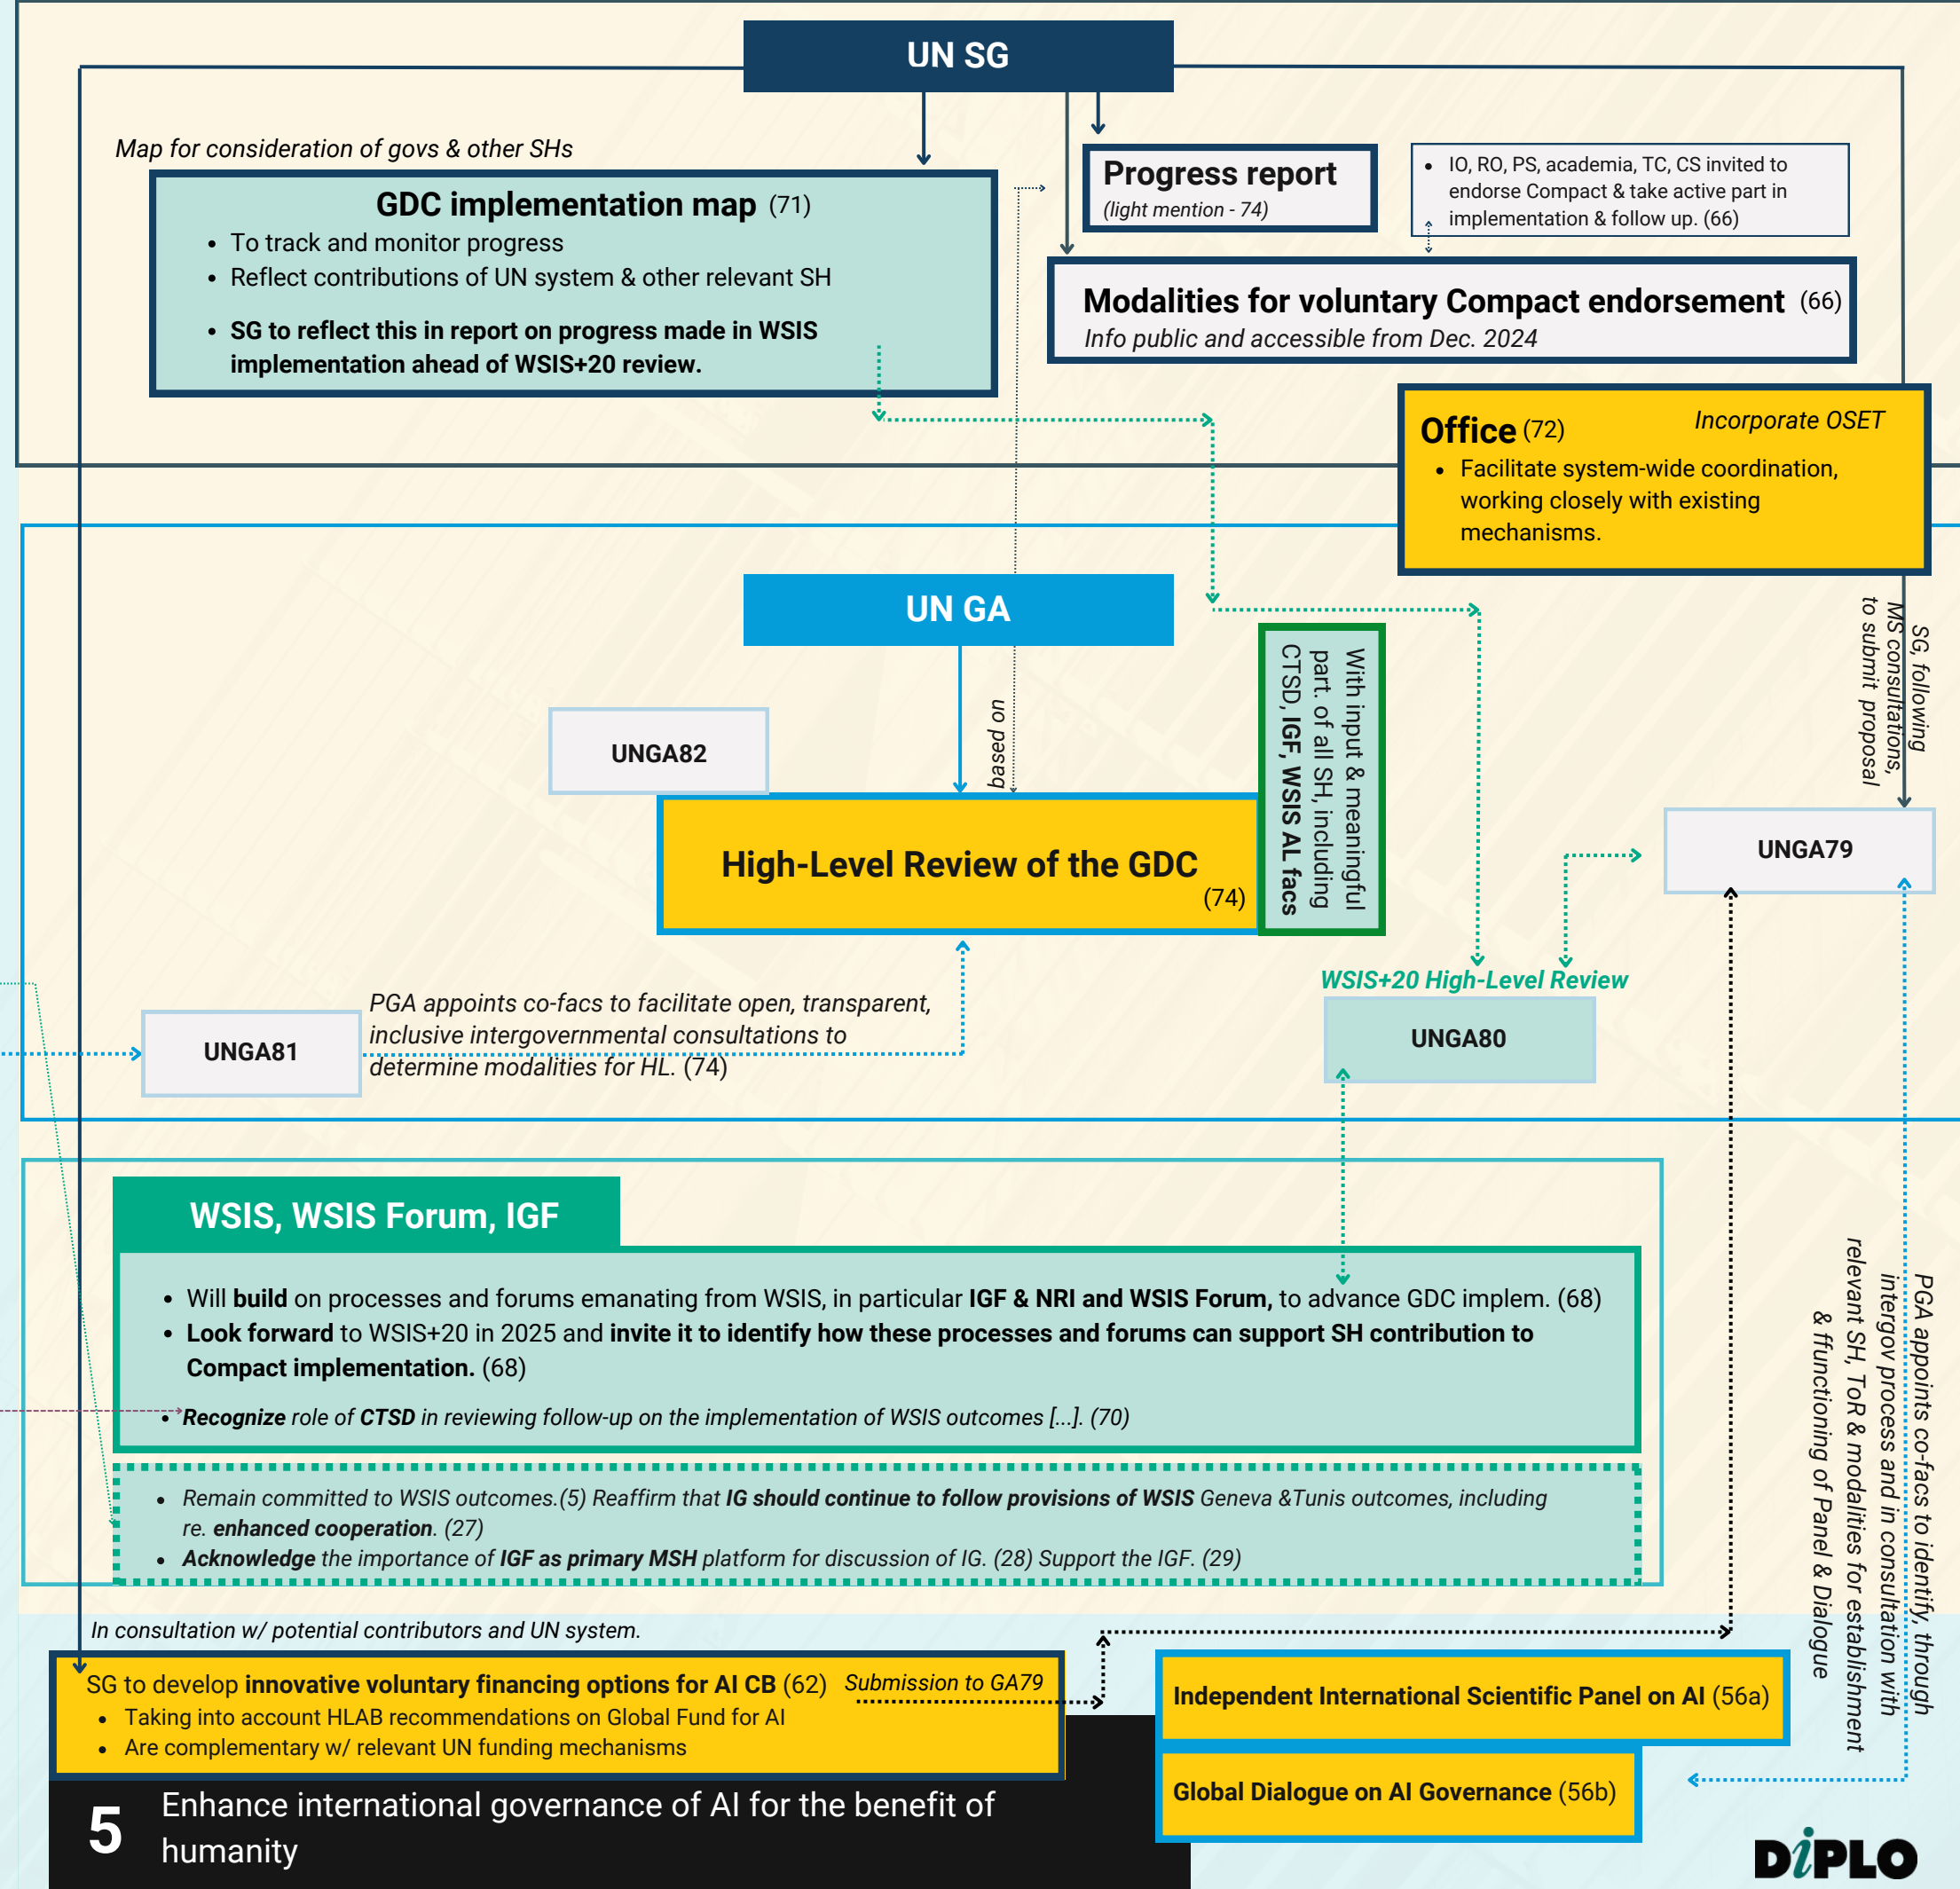 UN SG
Map for consideration of govs & other SHs
GDC implementation map (71)
• To track and monitor progress
• Reflect contributions of UN system & other relevant SH
• SG to reflect this in report on progress made in WSIS
implementation ahead of WSIS+20 review.
Progress report
(light mention - 74)
• IO, RO, PS, academia, TC, CS invited to
endorse Compact & take active part in
implementation & follow up. (66)
Modalities for voluntary Compact endorsement (66)
Info public and accessible from Dec. 2024
Office (72)
Incorporate OSET
• Facilitate system-wide coordination,
working closely with existing
mechanisms.
SG, following
MS consultations,
to submit proposal
UN GA
UNGA82
based on
High-Level Review of the GDC
(74)
With input & meaningful
part. of all SH, including
CTSD, IGF, WSIS AL facs
UNGA79
WSIS+20 High-Level Review
UNGA80
UNGA81
PGA appoints co-facs to facilitate open, transparent,
inclusive intergovernmental consultations to
determine modalities for HL. (74)
WSIS, WSIS Forum, IGF
• Will build on processes and forums emanating from WSIS, in particular IGF & NRI and WSIS Forum, to advance GDC implem. (68)
• Look forward to WSIS+20 in 2025 and invite it to identify how these processes and forums can support SH contribution to
Compact implementation. (68)
• Recognize role of CTSD in reviewing follow-up on the implementation of WSIS outcomes [...]. (70)
• Remain committed to WSIS outcomes.(5) Reaffirm that IG should continue to follow provisions of WSIS Geneva &Tunis outcomes, including
re. enhanced cooperation. (27)
• Acknowledge the importance of IGF as primary MSH platform for discussion of IG. (28) Support the IGF. (29)
PGA appoints co-facs to identify, through
intergov process and in consultation with
relevant SH, ToR & modalities for establishment
& ffunctioning of Panel & Dialogue
In consultation w/ potential contributors and UN system.
SG to develop innovative voluntary financing options for AI CB (62)
Submission to GA79
• Taking into account HLAB recommendations on Global Fund for AI
• Are complementary w/ relevant UN funding mechanisms
Independent International Scientific Panel on AI (56a)
Global Dialogue on AI Governance (56b)
5
Enhance international governance of AI for the benefit of
humanity
DiPLO